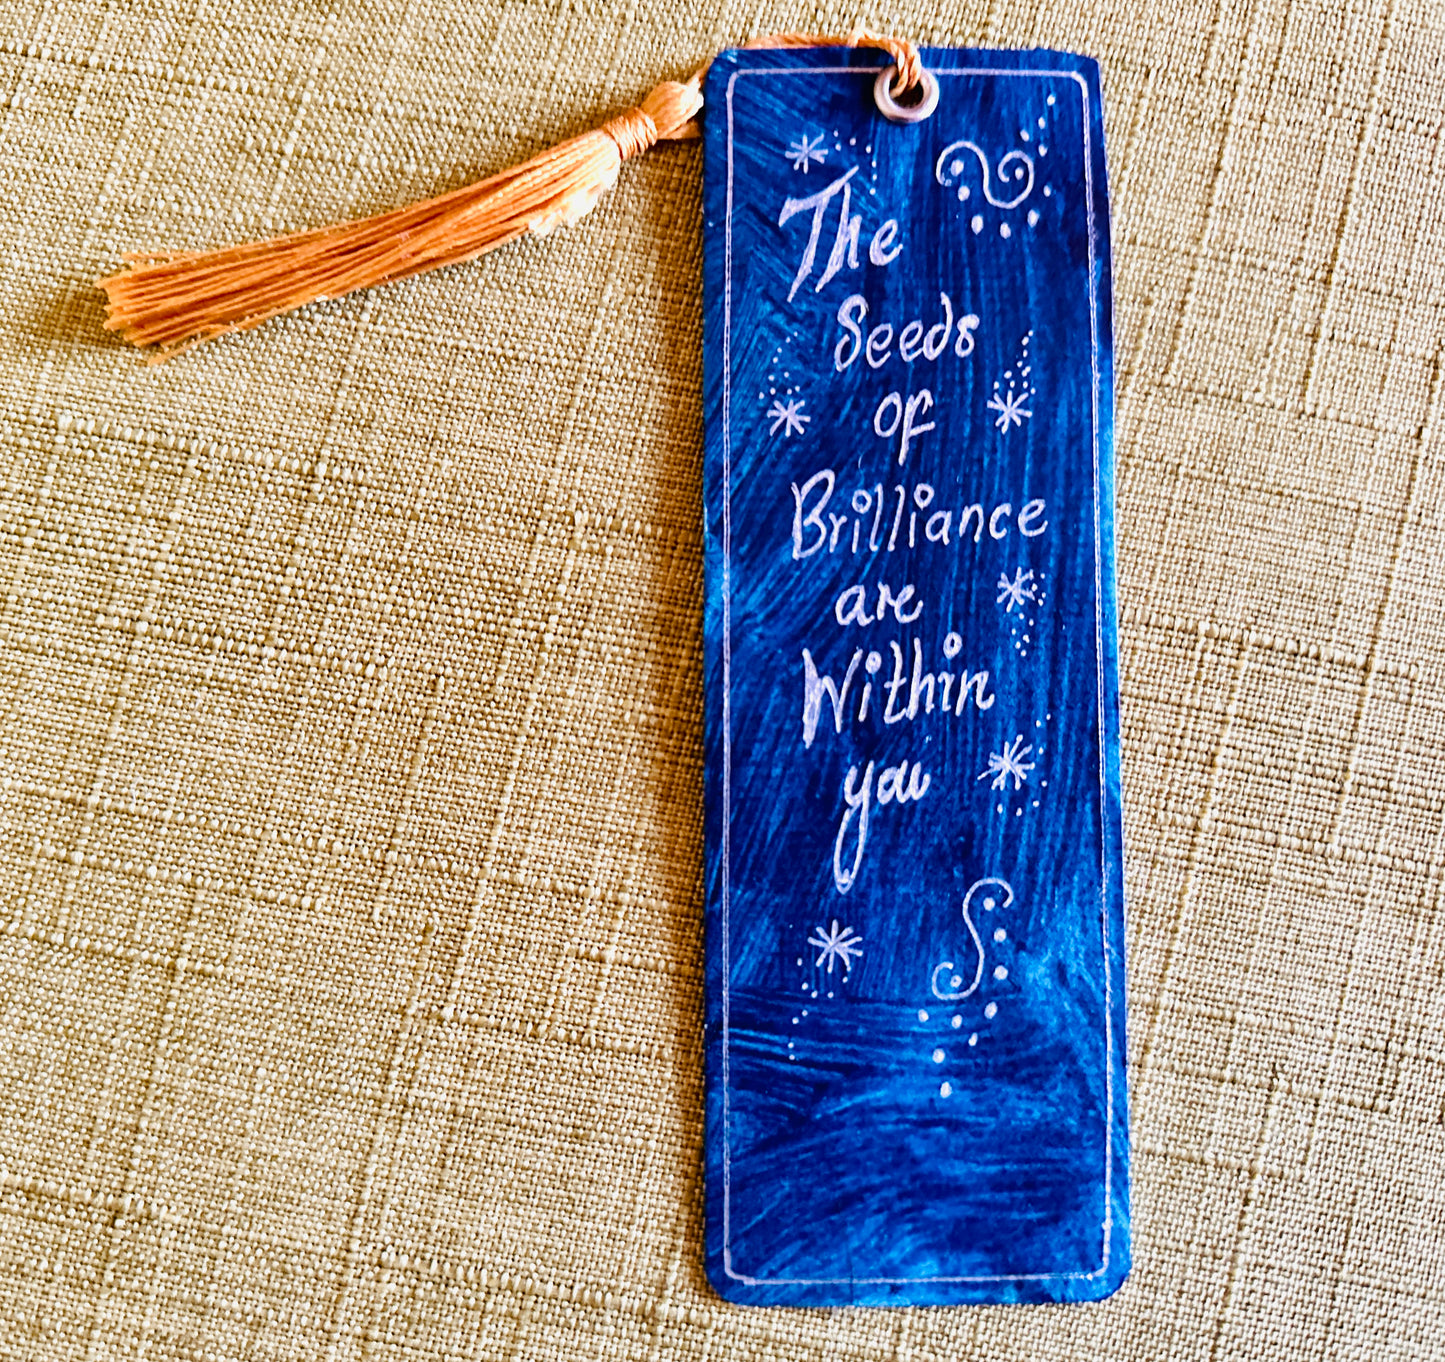 The
Seeds
of
Brilliance
are
Within
you